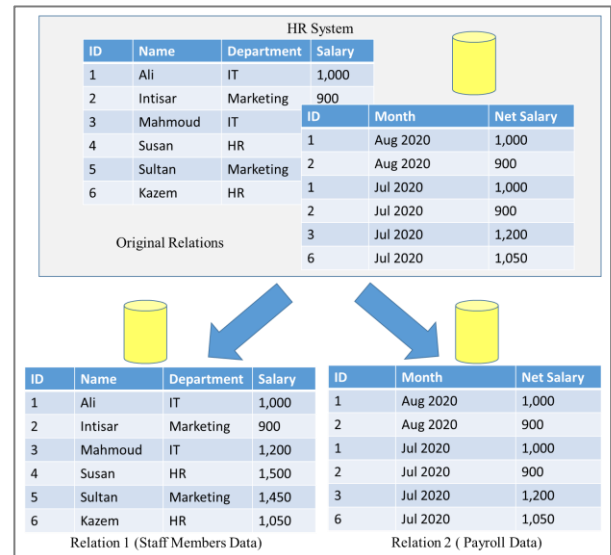 HR System
ID Name Department Salary
1 Ali IT 1,000
2 Intisar Marketing 900
3 Mahmoud IT
4 Susan HR
5 Sultan Marketing
6 Kazem HR
ID Month Net Salary
1 Aug 2020 1,000
2 Aug 2020 900
1 Jul 2020 1,000
2 Jul 2020 900
3 Jul 2020 1,200
6 Jul 2020 1,050
Original Relations
ID Name Department Salary
1 Ali IT 1,000
2 Intisar Marketing 900
3 Mahmoud IT 1,200
4 Susan HR 1,500
5 Sultan Marketing 1,450
6 Kazem HR 1,050
Relation 1 (Staff Members Data)
ID Month Net Salary
1 Aug 2020 1,000
2 Aug 2020 900
1 Jul 2020 1,000
2 Jul 2020 900
3 Jul 2020 1,200
6 Jul 2020 1,050
Relation 2 ( Payroll Data)